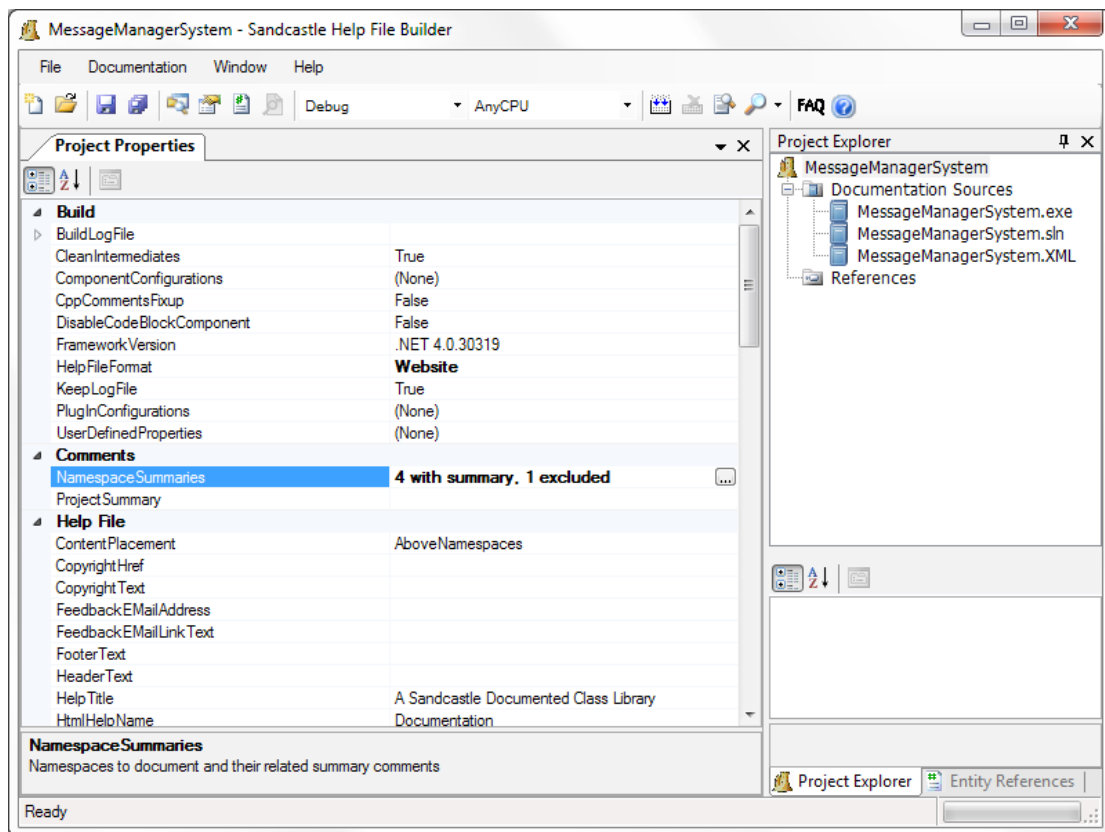 MessageManagerSystem - Sandcastle Help File Builder
File Documentation Window Help
Debug AnyCPU FAQ
Project Properties
Build
BuildLogFile
CleanIntermediates True
ComponentConfigurations (None)
CppCommentsFixup False
DisableCodeBlockComponent False
FrameworkVersion .NET 4.0.30319
HelpFileFormat Website
KeepLogFile True
PlugInConfigurations (None)
UserDefinedProperties (None)
Comments
NamespaceSummaries 4 with summary, 1 excluded ...
ProjectSummary
Help File
ContentPlacement AboveNamespaces
CopyrightHref
CopyrightText
FeedbackEMailAddress
FeedbackEMailLinkText
FooterText
HeaderText
HelpTitle A Sandcastle Documented Class Library
HtmlHelpName Documentation
NamespaceSummaries
Namespaces to document and their related summary comments
Project Explorer
MessageManagerSystem
Documentation Sources
MessageManagerSystem.exe
MessageManagerSystem.sln
MessageManagerSystem.XML
References
Project Explorer Entity References
Ready